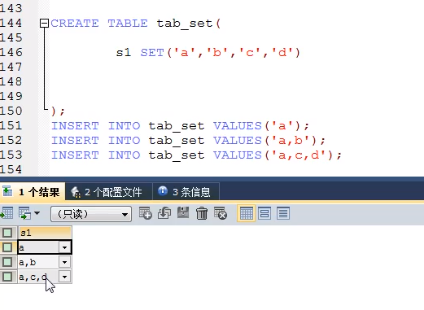 143
144 CREATE TABLE tab_set(
145
146 s1 SET('a','b','c','d')
147
148
149
150 );
151 INSERT INTO tab_set VALUES('a');
152 INSERT INTO tab_set VALUES('a,b');
153 INSERT INTO tab_set VALUES('a,c,d');
154
1 个结果 2 个配置文件 3 条信息
(只读)
s1
a
a,b
a,c,d